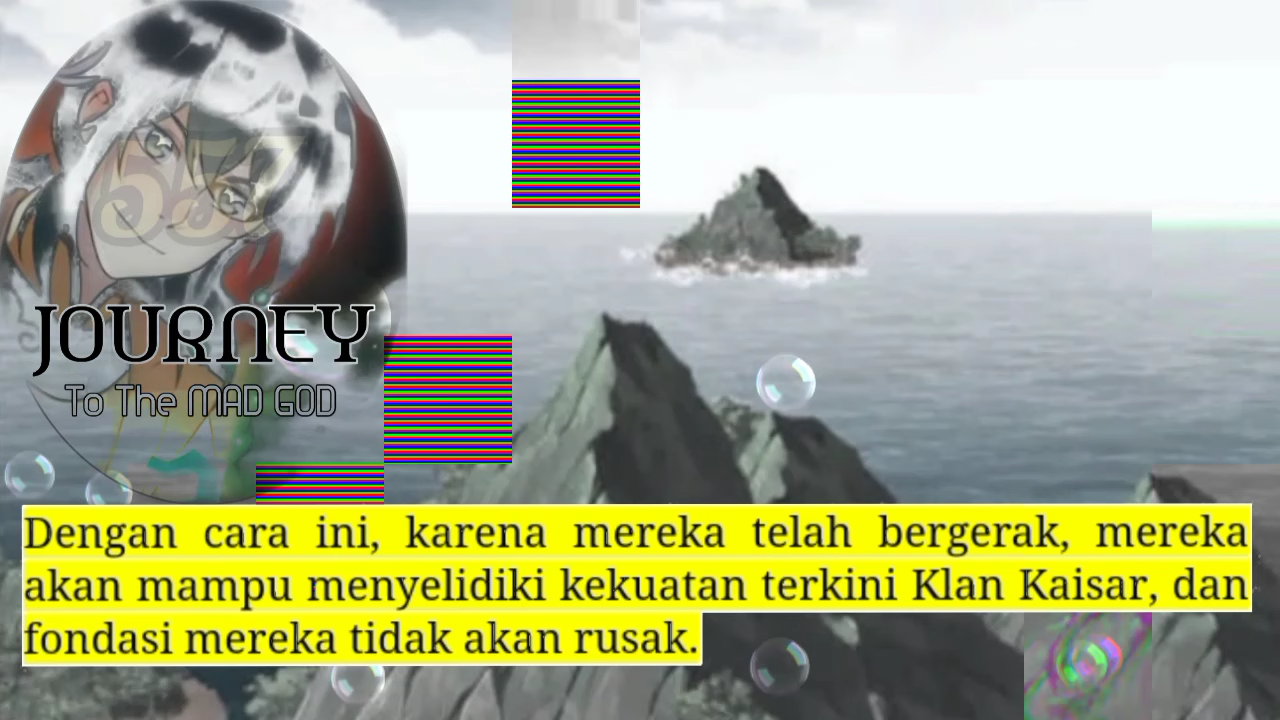 JOURNEY
To The MAD GOD
Dengan cara ini, karena mereka telah bergerak, mereka
akan mampu menyelidiki kekuatan terkini Klan Kaisar, dan
fondasi mereka tidak akan rusak.